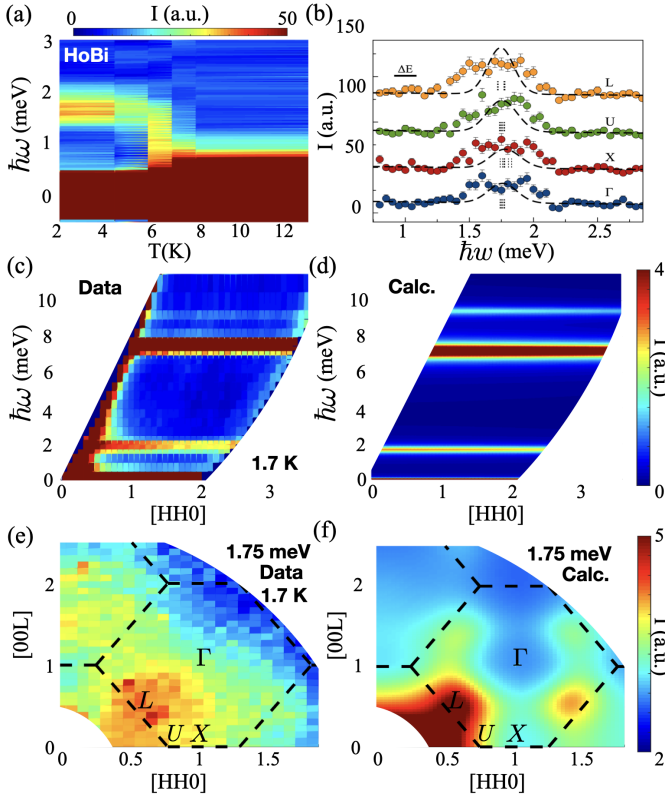 (a)
I (a.u.)
0
50
HoBi
3
2
1
0
ħω (meV)
2
4
6
8
10
12
T(K)
(b)
150
100
50
0
I (a.u.)
ΔE
L
U
X
Γ
1
1.5
2
2.5
ħw (meV)
(c)
Data
10
8
6
4
2
0
ħω (meV)
1.7 K
0
1
2
3
[HH0]
(d)
Calc.
10
8
6
4
2
0
ħω (meV)
0
1
2
3
[HH0]
4
I (a.u.)
0
(e)
1.75 meV
Data
1.7 K
2
1
0
[00L]
Γ
L
U X
0
0.5
1
1.5
[HH0]
(f)
1.75 meV
Calc.
2
1
0
[00L]
Γ
L
U X
0
0.5
1
1.5
[HH0]
5
I (a.u.)
2